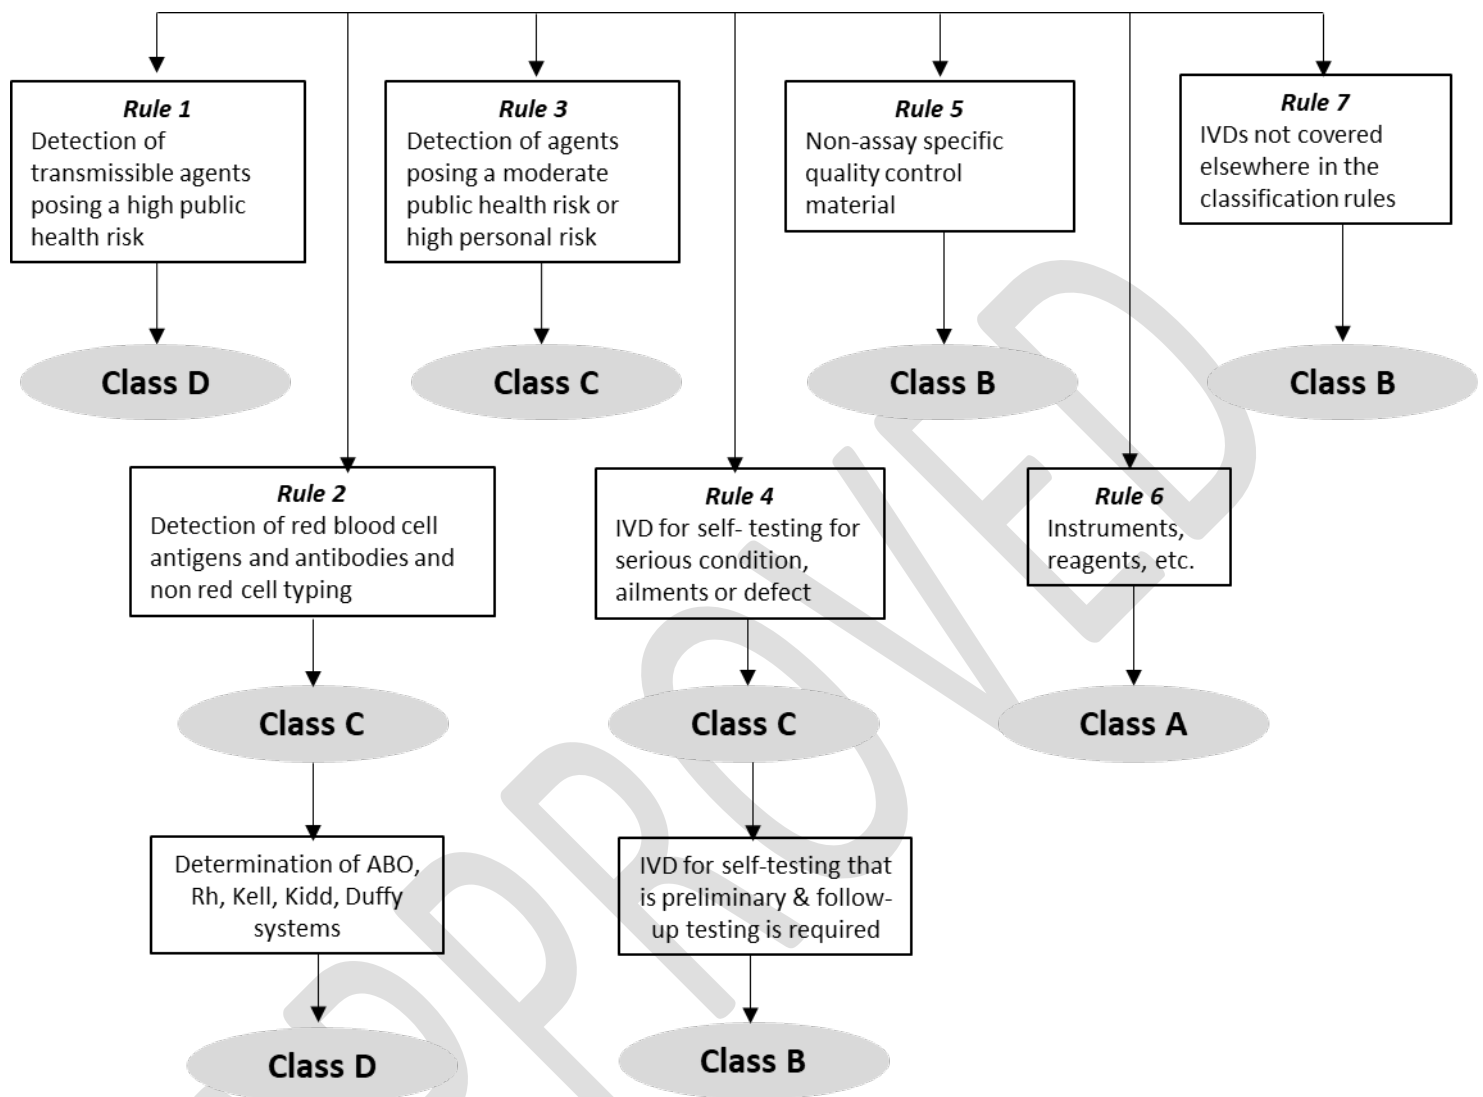 Rule 1
Detection of
transmissible agents
posing a high public
health risk
Class D
Rule 3
Detection of agents
posing a moderate
public health risk or
high personal risk
Class C
Rule 5
Non-assay specific
quality control
material
Class B
Rule 7
IVDs not covered
elsewhere in the
classification rules
Class B
Rule 2
Detection of red blood cell
antigens and antibodies and
non red cell typing
Class C
Determination of ABO,
Rh, Kell, Kidd, Duffy
systems
Class D
Rule 4
IVD for self- testing for
serious condition,
ailments or defect
Class C
IVD for self-testing that
is preliminary & follow-
up testing is required
Class B
Rule 6
Instruments,
reagents, etc.
Class A
PPROVED